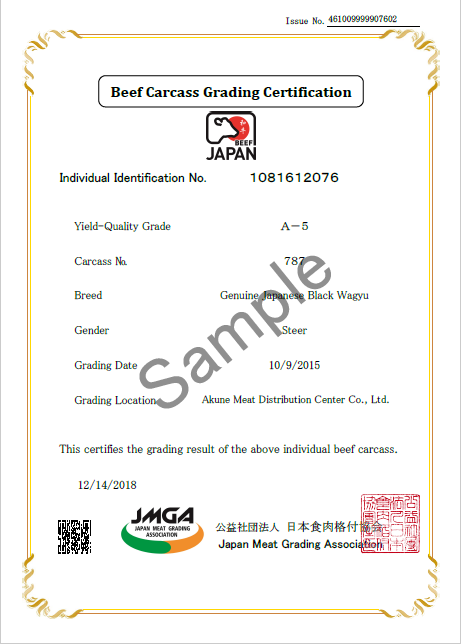 Issue No. 461009999907602
Beef Carcass Grading Certification
和牛
BEEF
JAPAN
Individual Identification No. 1081612076
Yield-Quality Grade A-5
Carcass No. 787
Breed Genuine Japanese Black Wagyu
Gender Steer
Grading Date 10/9/2015
Grading Location Akune Meat Distribution Center Co., Ltd.
Sample
This certifies the grading result of the above individual beef carcass.
12/14/2018
JMGA
JAPAN MEAT GRADING
ASSOCIATION
公益社団法人 日本食肉格付協会
Japan Meat Grading Association